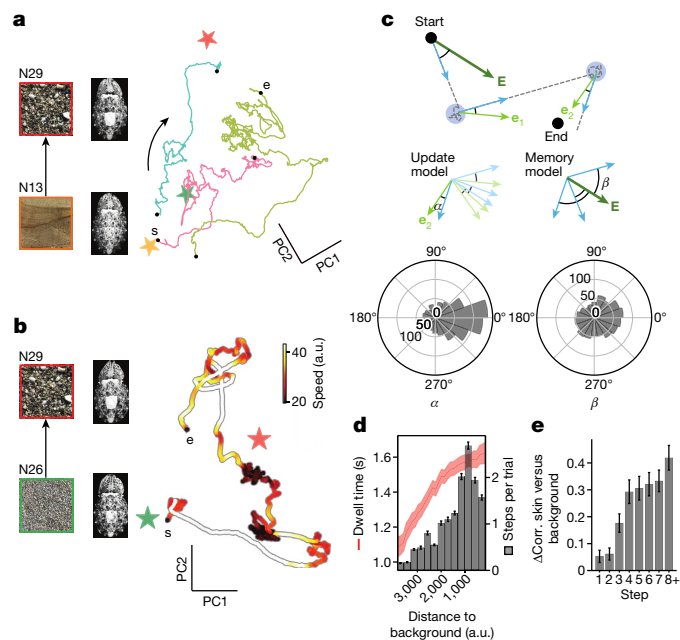 a
N29
N13
e
s
PC2
PC1
b
N29
N26
e
s
Speed (a.u.)
40
20
PC2
PC1
c
Start
E
e1
e2
End
Update
model
Memory
model
α
e2
β
E
90°
180°
0°
270°
0
50
100
α
90°
180°
0°
270°
100
50
0
β
d
Dwell time (s)
1.6
1.4
1.2
1.0
Steps per trial
2
1
0
3,000
2,000
1,000
Distance to
background (a.u.)
e
ΔCorr. skin versus
background
0.4
0.3
0.2
0.1
0
1 2 3 4 5 6 7 8+
Step